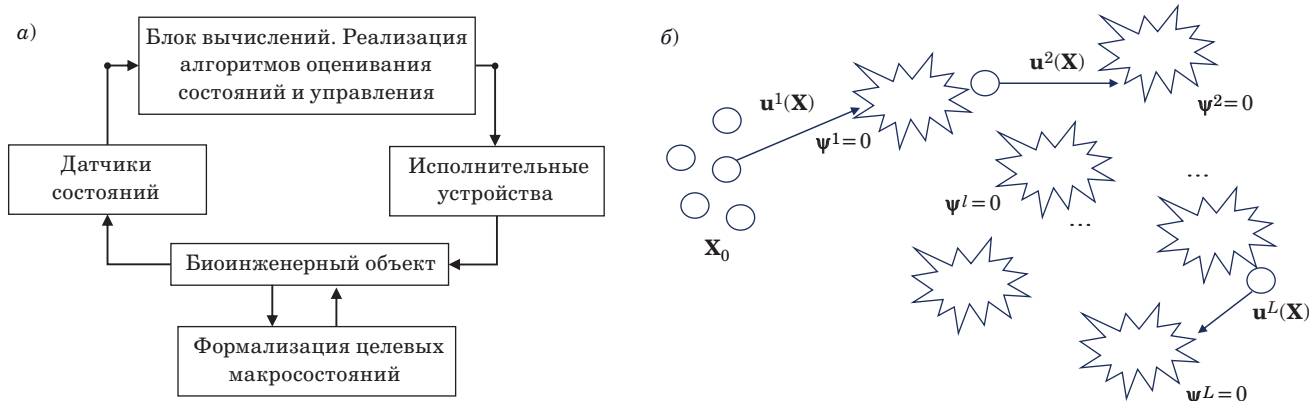 а)
Блок вычислений. Реализация
алгоритмов оценивания
состояний и управления
Датчики
состояний
Исполнительные
устройства
Биоинженерный объект
Формализация целевых
макросостояний
б)
u²(X)
u¹(X)
ψ²=0
ψ¹=0
...
ψˡ=0
...
X₀
uᴸ(X)
ψᴸ=0